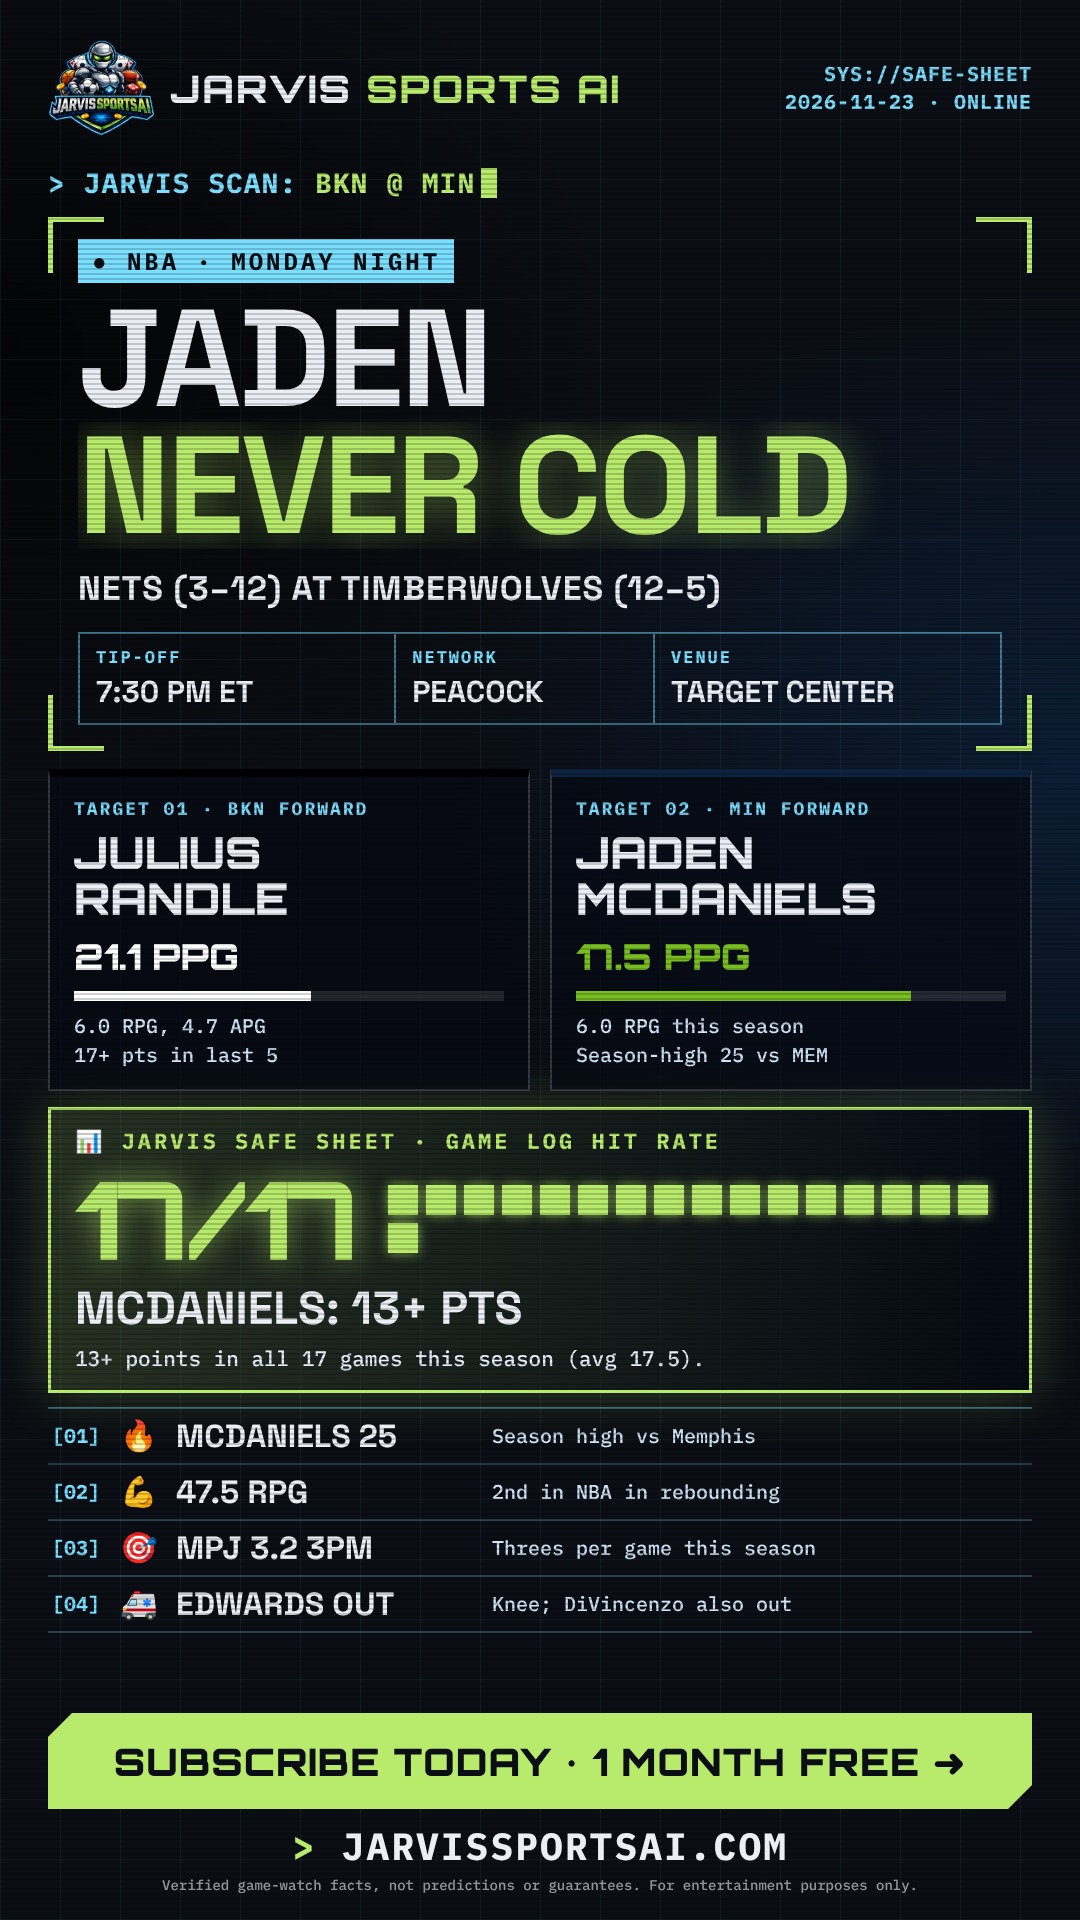 JARVISSPORTSAI
JARVIS SPORTS AI
SYS://SAFE-SHEET
2026-11-23 · ONLINE
> JARVIS SCAN: BKN @ MIN
● NBA · MONDAY NIGHT
JADEN
NEVER COLD
NETS (3–12) AT TIMBERWOLVES (12–5)
TIP-OFF
7:30 PM ET
NETWORK
PEACOCK
VENUE
TARGET CENTER
TARGET 01 · BKN FORWARD
JULIUS
RANDLE
21.1 PPG
6.0 RPG, 4.7 APG
17+ pts in last 5
TARGET 02 · MIN FORWARD
JADEN
MCDANIELS
17.5 PPG
6.0 RPG this season
Season-high 25 vs MEM
📊 JARVIS SAFE SHEET · GAME LOG HIT RATE
17/17
MCDANIELS: 13+ PTS
13+ points in all 17 games this season (avg 17.5).
[01] 🔥 MCDANIELS 25 Season high vs Memphis
[02] 💪 47.5 RPG 2nd in NBA in rebounding
[03] 🎯 MPJ 3.2 3PM Threes per game this season
[04] 🚑 EDWARDS OUT Knee; DiVincenzo also out
SUBSCRIBE TODAY · 1 MONTH FREE ➜
> JARVISSPORTSAI.COM
Verified game-watch facts, not predictions or guarantees. For entertainment purposes only.